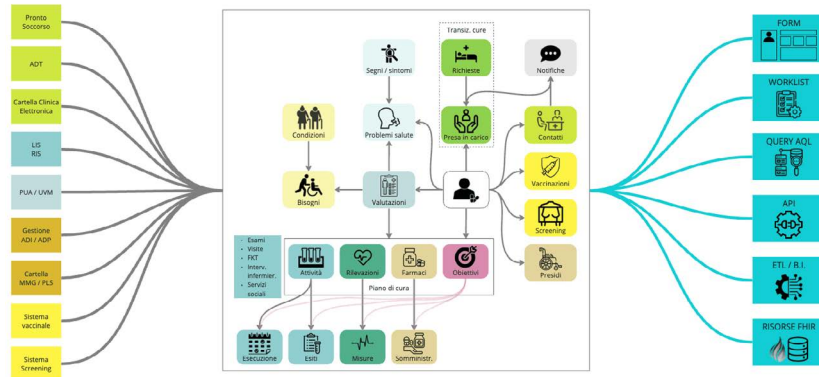 Pronto
Soccorso
ADT
Cartella Clinica
Elettronica
LIS
RIS
PUA / UVM
Gestione
ADI / ADP
Cartella
MMG / PLS
Sistema
vaccinale
Sistema
Screening
Transiz. cure
Segni / sintomi
Richieste
Notifiche
Condizioni
Problemi salute
Presa in carico
Contatti
Vaccinazioni
Bisogni
Valutazioni
Screening
Presidi
- Esami
- Visite
- FKT
- Interv.
infermier.
- Servizi
sociali
Attività
Rilevazioni
Farmaci
Obiettivi
Piano di cura
Esecuzione
Esiti
Misure
Somministr.
FORM
WORKLIST
QUERY AQL
API
ETL / B.I.
RISORSE FHIR